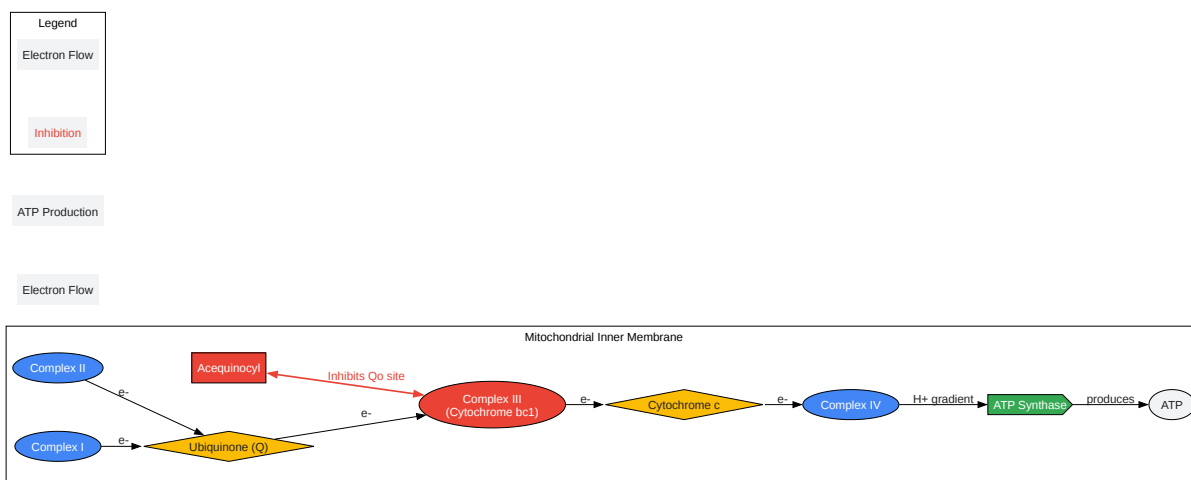 Legend
Electron Flow
Inhibition
ATP Production
Electron Flow
Mitochondrial Inner Membrane
Complex II
e-
Acequinocyl
Inhibits Qo site
Complex III
(Cytochrome bc1)
e-
e-
Cytochrome c
e-
Complex IV
H+ gradient
ATP Synthase
produces
ATP
Complex I
e-
Ubiquinone (Q)